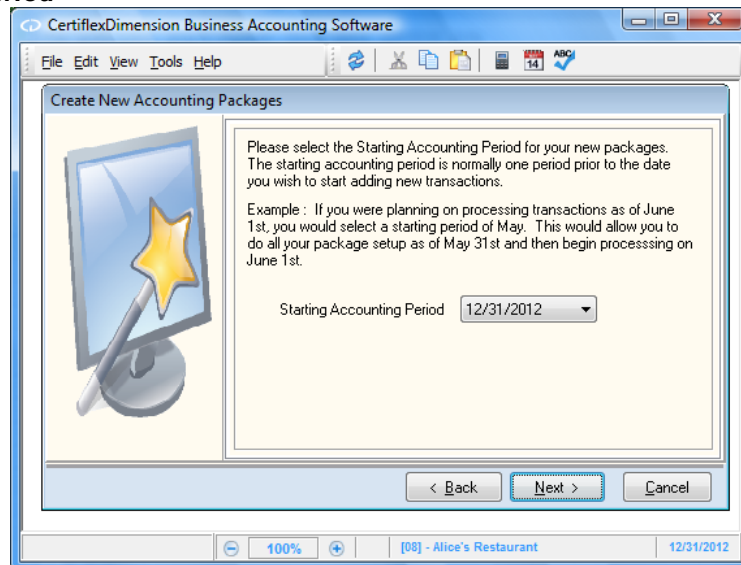 CertiflexDimension Business Accounting Software
File Edit View Tools Help
14
ABC
Create New Accounting Packages
Please select the Starting Accounting Period for your new packages.
The starting accounting period is normally one period prior to the date
you wish to start adding new transactions.
Example : If you were planning on processing transactions as of June
1st, you would select a starting period of May. This would allow you to
do all your package setup as of May 31st and then begin processsing on
June 1st.
Starting Accounting Period 12/31/2012
< Back Next > Cancel
100% [08] - Alice's Restaurant 12/31/2012